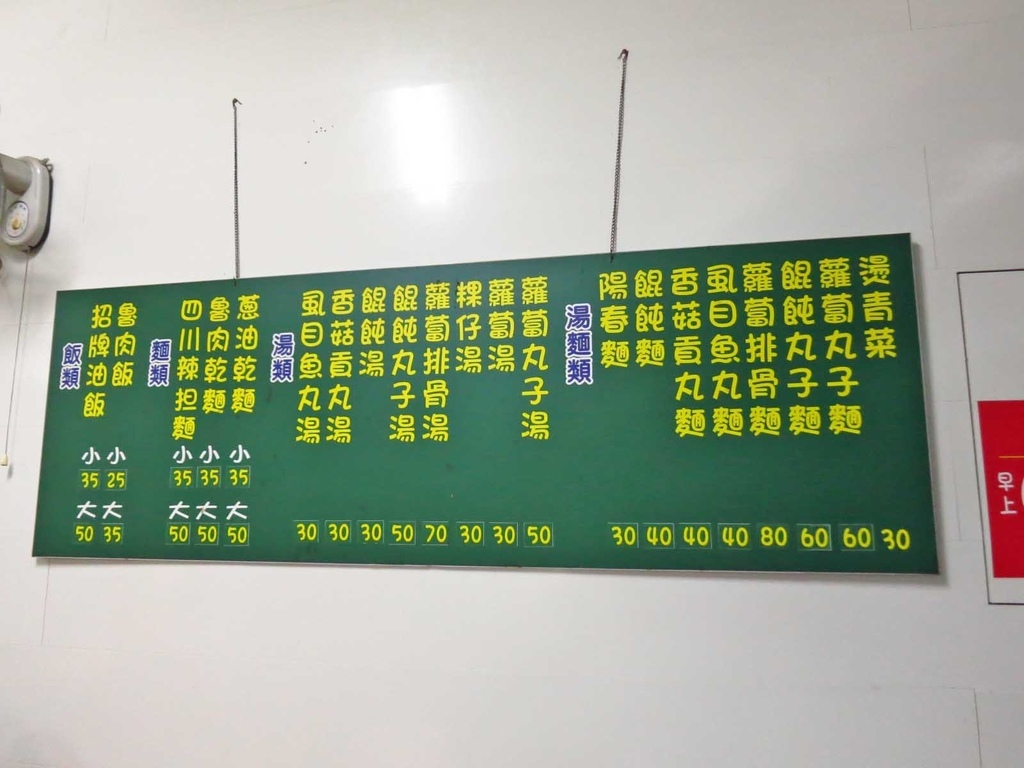 飯類
招牌油飯 小 35 大 50
魯肉飯 小 25 大 35
麵類
四川辣担麵 小 35 大 50
魯肉乾麵 小 35 大 50
蔥油乾麵 小 35 大 50
湯類
虱目魚丸湯 30
香菇貢丸湯 30
餛飩湯 30
餛飩丸子湯 50
蘿蔔排骨湯 70
粿仔湯 30
蘿蔔湯 30
蘿蔔丸子湯 50
湯麵類
陽春麵 30
餛飩麵 40
香菇貢丸麵 40
虱目魚丸麵 40
蘿蔔排骨麵 80
餛飩丸子麵 60
蘿蔔丸子麵 60
燙青菜 30
早上